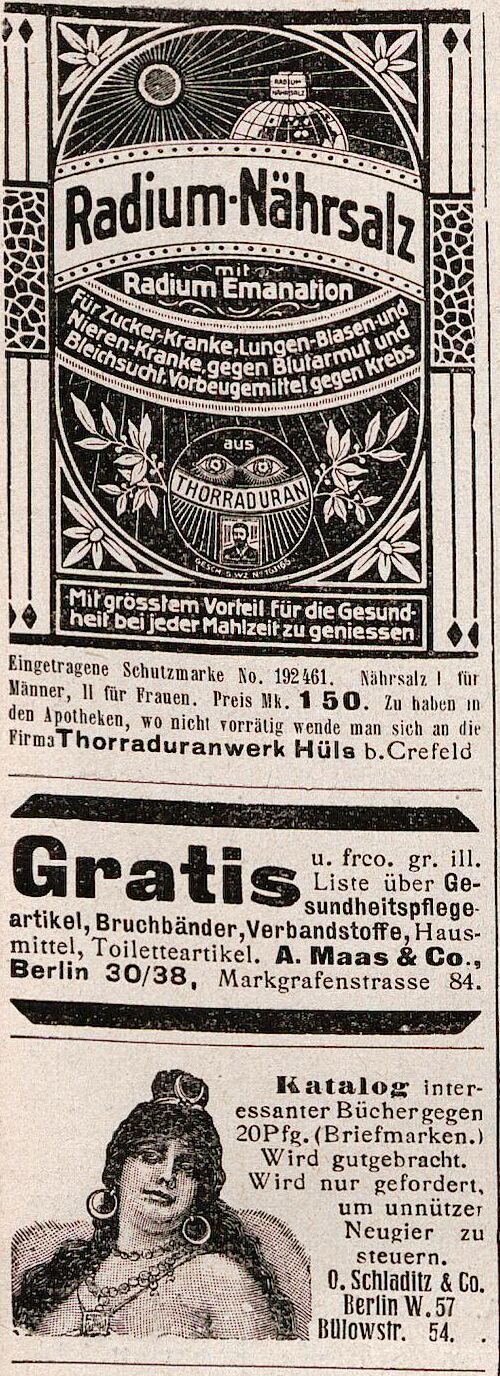 RADIUM
NÄHRSALZ
Radium-Nährsalz
mit
Radium Emanation
Für Zucker-Kranke, Lungen-Blasen-und
Nieren-Kranke, gegen Blutarmut und
Bleichsucht. Vorbeugemittel gegen Krebs
aus
THORRADURAN
GESCH. S. WZ. No
Mit grösstem Vorteil für die Gesund-
heit bei jeder Mahlzeit zu geniessen
Eingetragene Schutzmarke No. 192461. Nährsalz I für
Männer, II für Frauen. Preis Mk. 1 50. Zu haben in
den Apotheken, wo nicht vorrätig wende man sich an die
Firma Thorraduranwerk Hüls b. Crefeld
Gratis u. frco. gr. ill.
Liste über Ge-
sundheitspflege-
artikel, Bruchbänder, Verbandstoffe, Haus-
mittel, Toiletteartikel. A. Maas & Co.,
Berlin 30/38, Markgrafenstrasse 84.
Katalog inter-
essanter Bücher gegen
20 Pfg. (Briefmarken.)
Wird gutgebracht.
Wird nur gefordert,
um unnützer
Neugier zu
steuern.
O. Schladitz & Co.
Berlin W. 57
Bülowstr. 54.